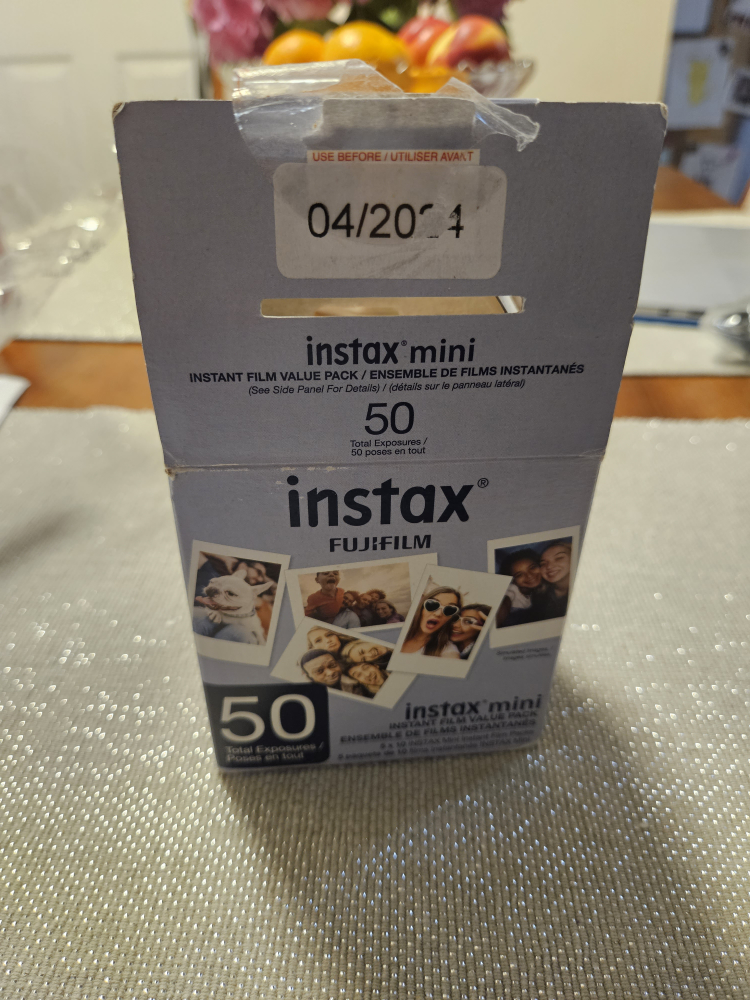 USE BEFORE / UTILISER AVANT
04/2024
instax® mini
INSTANT FILM VALUE PACK / ENSEMBLE DE FILMS INSTANTANÉS
(See Side Panel For Details) / (détails sur le panneau latéral)
50
Total Exposures /
50 poses en tout
instax®
FUJIFILM
50
Total Exposures /
Poses en tout
instax® mini
INSTANT FILM VALUE PACK
ENSEMBLE DE FILMS INSTANTANÉS